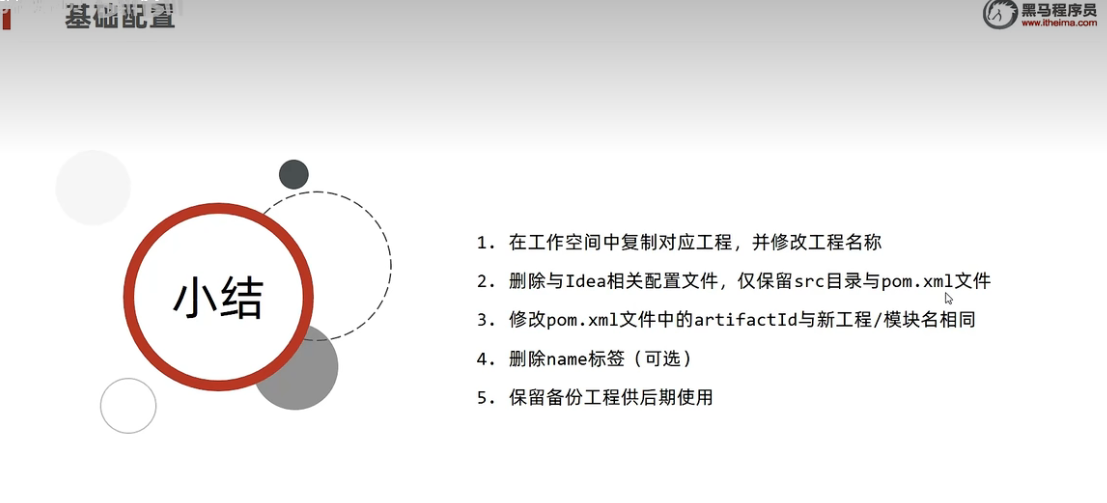 基础配置
黑马程序员
www.itheima.com
小结
1. 在工作空间中复制对应工程，并修改工程名称
2. 删除与Idea相关配置文件，仅保留src目录与pom.xml文件
3. 修改pom.xml文件中的artifactId与新工程/模块名相同
4. 删除name标签（可选）
5. 保留备份工程供后期使用